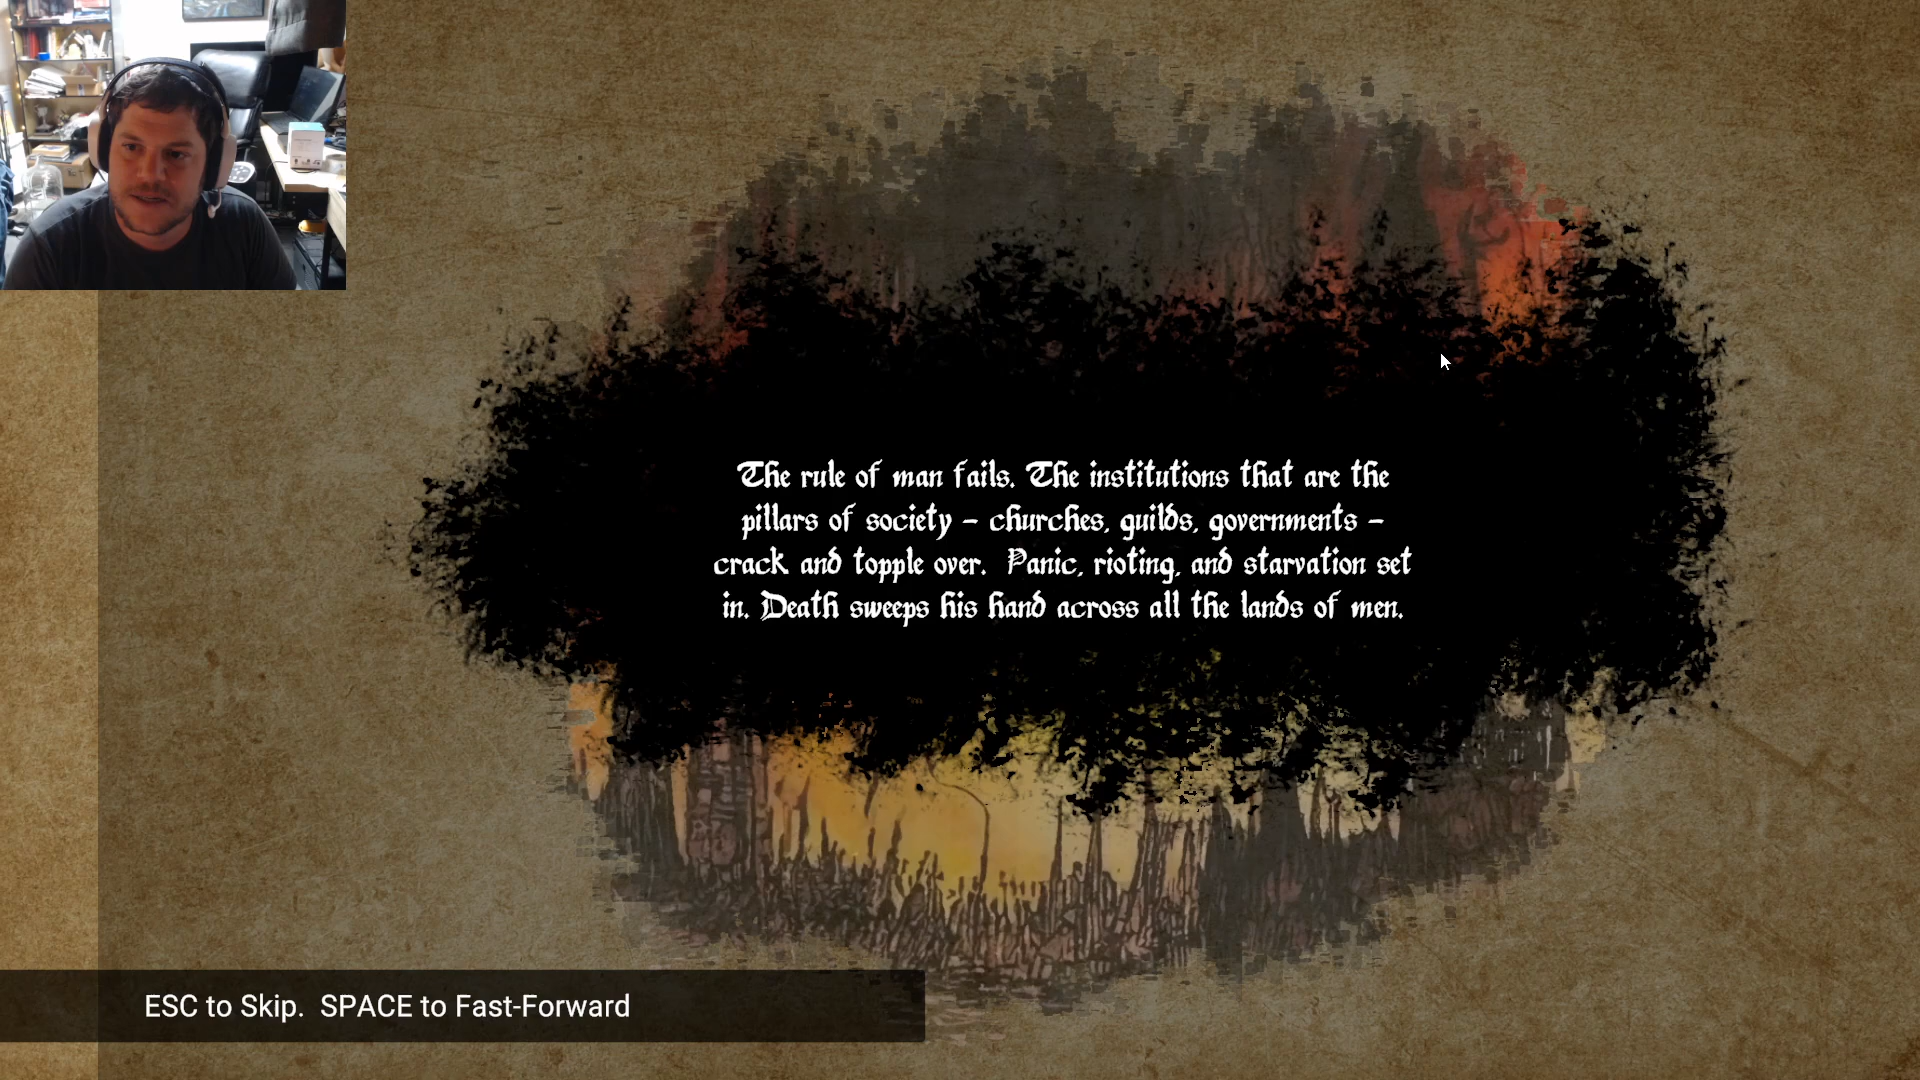 The rule of man fails. The institutions that are the
pillars of society – churches, guilds, governments –
crack and topple over.  Panic, rioting, and starvation set
in. Death sweeps his hand across all the lands of men.
ESC to Skip.  SPACE to Fast-Forward